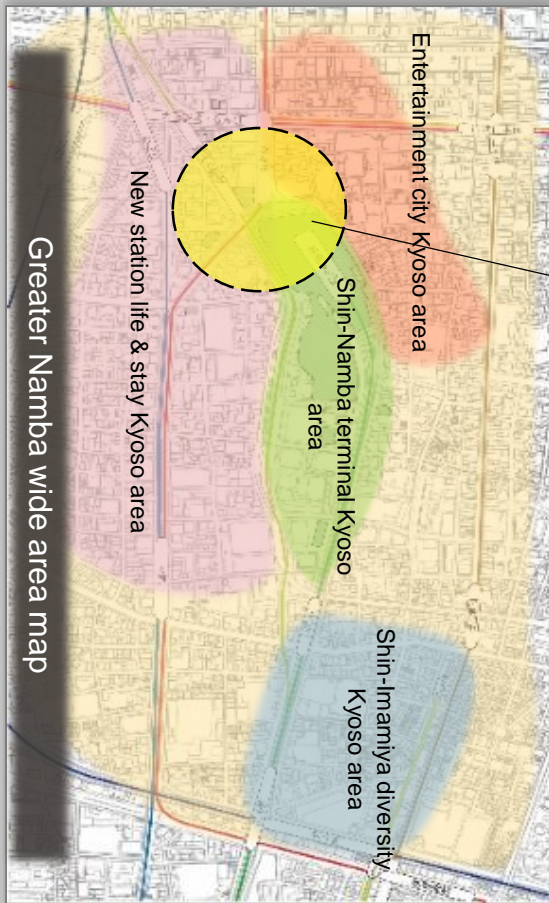 Greater Namba wide area map
Entertainment city Kyoso area
Shin-Namba terminal Kyoso
area
New station life & stay Kyoso area
Shin-Imamiya diversity
Kyoso area